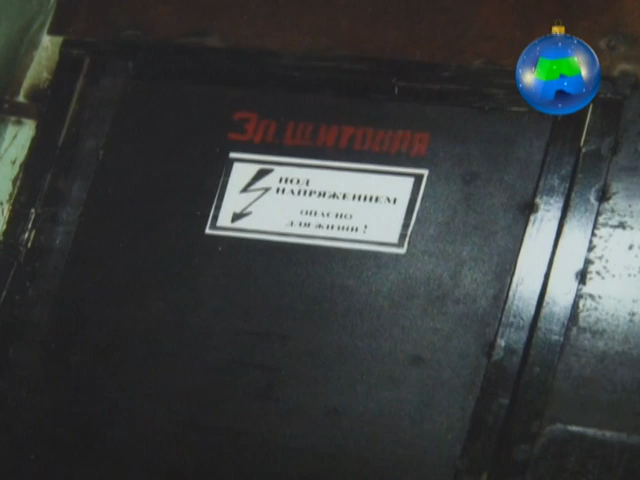 Эл. щитовая
ПОД
НАПРЯЖЕНИЕМ
ОПАСНО
ДЛЯ ЖИЗНИ!